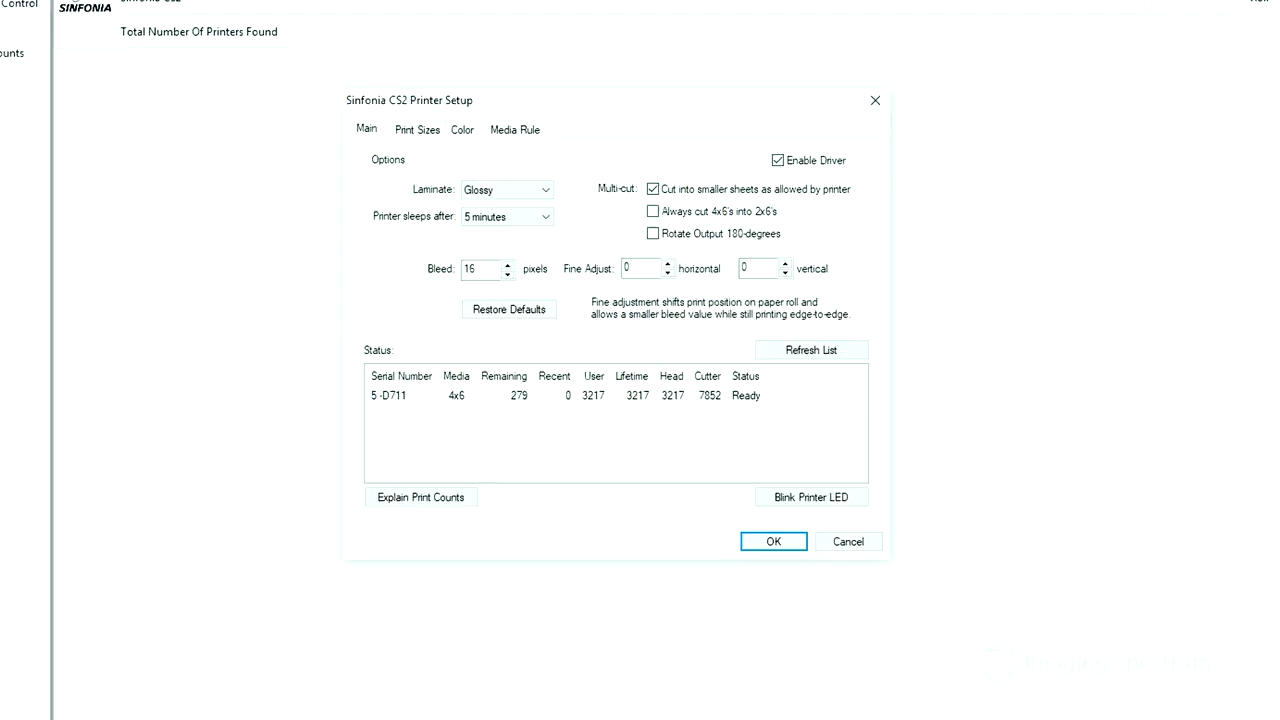 Control
SINFONIA
Total Number Of Printers Found
ounts
Sinfonia CS2 Printer Setup
Main Print Sizes Color Media Rule
Options
Enable Driver
Laminate: Glossy
Multi-cut: Cut into smaller sheets as allowed by printer
Printer sleeps after: 5 minutes
Always cut 4x6's into 2x6's
Rotate Output 180-degrees
Bleed: 16 pixels Fine Adjust: 0 horizontal 0 vertical
Restore Defaults
Fine adjustment shifts print position on paper roll and
allows a smaller bleed value while still printing edge-to-edge.
Status:
Refresh List
Serial Number Media Remaining Recent User Lifetime Head Cutter Status
5 -D711 4x6 279 0 3217 3217 3217 7852 Ready
Explain Print Counts
Blink Printer LED
OK Cancel